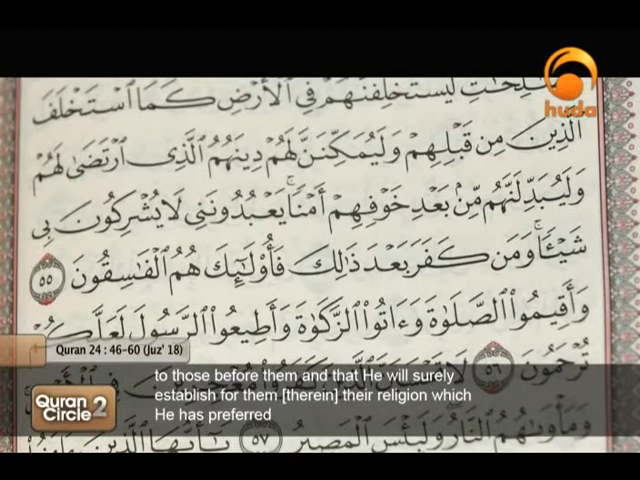 ٱلصَّٰلِحَٰتِ لَيَسْتَخْلِفَنَّهُمْ فِي ٱلْأَرْضِ كَمَا ٱسْتَخْلَفَ
huda
ٱلَّذِينَ مِن قَبْلِهِمْ وَلَيُمَكِّنَنَّ لَهُمْ دِينَهُمُ ٱلَّذِى ٱرْتَضَىٰ لَهُمْ
وَلَيُبَدِّلَنَّهُم مِّنۢ بَعْدِ خَوْفِهِمْ أَمْنًا ۚ يَعْبُدُونَنِى لَا يُشْرِكُونَ بِى
شَيْـًٔا ۚ وَمَن كَفَرَ بَعْدَ ذَٰلِكَ فَأُو۟لَٰٓئِكَ هُمُ ٱلْفَٰسِقُونَ ٥٥
وَأَقِيمُوا۟ ٱلصَّلَوٰةَ وَءَاتُوا۟ ٱلزَّكَوٰةَ وَأَطِيعُوا۟ ٱلرَّسُولَ لَعَلَّكُمْ
Quran 24 : 46-60 (Juz' 18)
تُرْحَمُونَ ٥٦ لَا
to those before them and that He will surely
establish for them [therein] their religion which
He has preferred
Quran
Circle 2
وَمَأْوَىٰهُمُ ٱلنَّارُ ۖ وَلَبِئْسَ ٱلْمَصِيرُ ٥٧ يَٰٓأَيُّهَا ٱلَّذِينَ